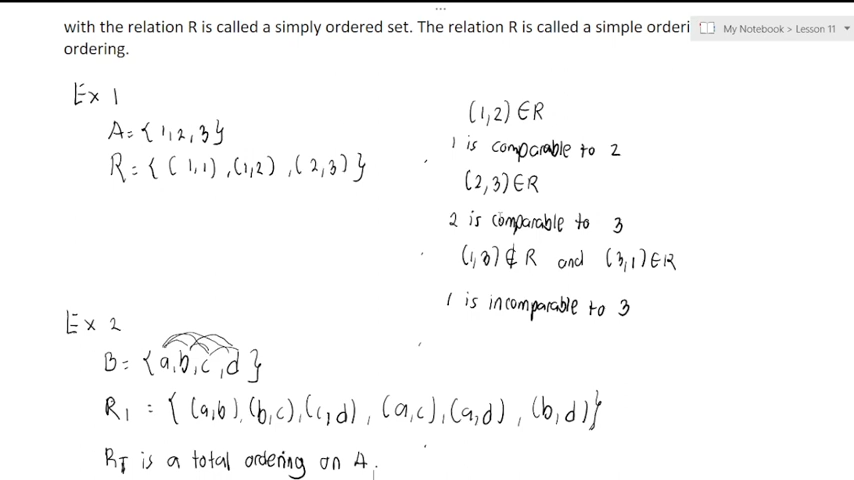 with the relation R is called a simply ordered set. The relation R is called a simple orderi
ordering.
My Notebook > Lesson 11
Ex 1
A = {1,2,3}
R = { (1,1), (1,2), (2,3) }
(1,2) ∈ R
1 is comparable to 2
(2,3) ∈ R
2 is comparable to 3
(1,3) ∉ R and (3,1) ∈ R
1 is incomparable to 3
Ex 2
B = {a,b,c,d}
R1 = { (a,b), (b,c), (c,d), (a,c), (a,d), (b,d) }
R1 is a total ordering on A